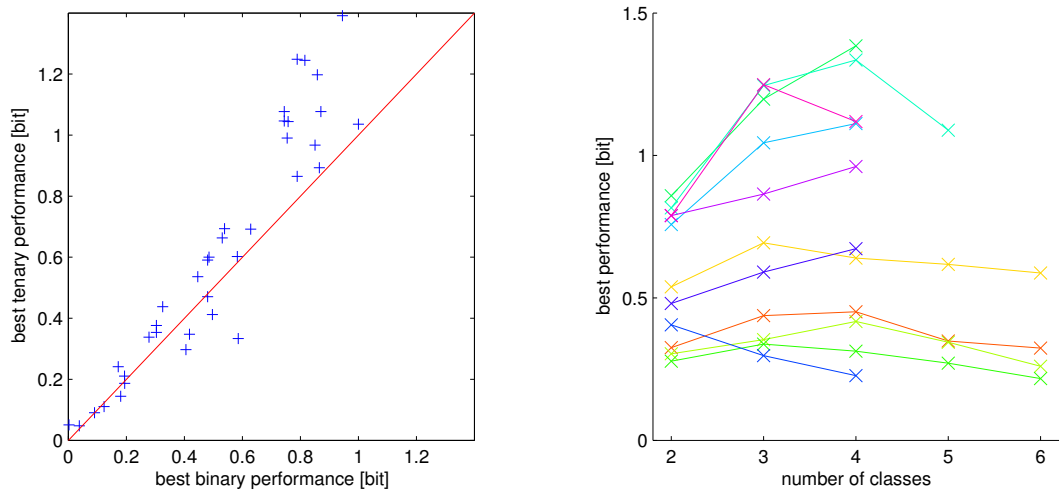 best tenary performance [bit]
1.2
1
0.8
0.6
0.4
0.2
0
0 0.2 0.4 0.6 0.8 1 1.2
best binary performance [bit]
best performance [bit]
1.5
1
0.5
0
2 3 4 5 6
number of classes